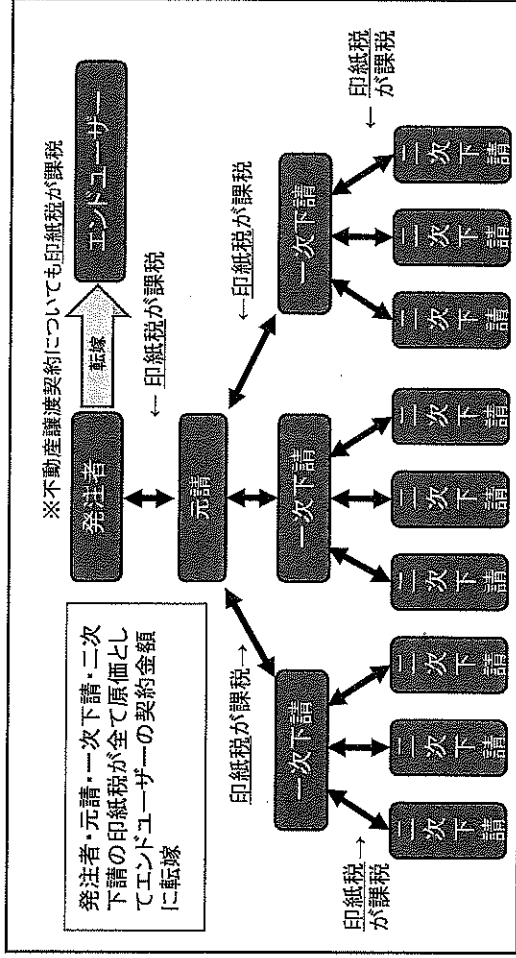 ※不動産譲渡契約についても印紙税が課税
発注者・元請・一次下請・二次
下請の印紙税が全て原価とし
てエンドユーザーの契約金額
に転嫁
発注者
転嫁
エンドユーザー
←印紙税が課税
元請
印紙税が課税→
←印紙税が課税
一次下請
一次下請
一次下請
印紙税→
が課税
←印紙税
が課税
二次下請
二次下請
二次下請
二次下請
二次下請
二次下請
二次下請
二次下請
二次下請